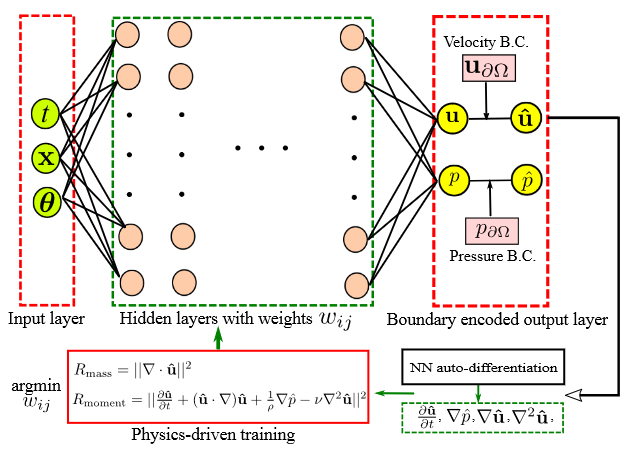 Velocity B.C.
𝐮∂Ω
t
𝐮
𝐮̂
𝐱
p
p̂
θ
p∂Ω
Pressure B.C.
Input layer
Hidden layers with weights wij
Boundary encoded output layer
Rmass = ||∇ · 𝐮̂||²
NN auto-differentiation
argmin
wij
Rmoment = ||∂𝐮̂/∂t + (𝐮̂ · ∇)𝐮̂ + 1/ρ ∇p̂ − ν∇²𝐮̂||²
∂𝐮̂/∂t, ∇p̂, ∇𝐮̂, ∇²𝐮̂,
Physics-driven training